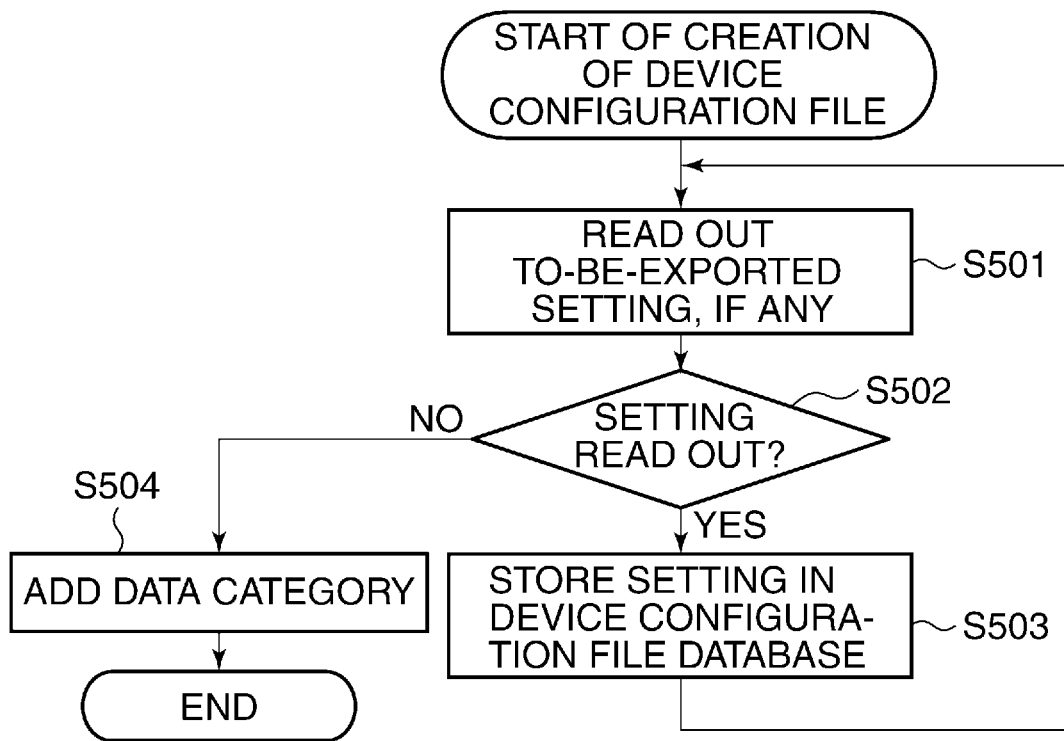 START OF CREATION
OF DEVICE
CONFIGURATION FILE
READ OUT
TO-BE-EXPORTED
SETTING, IF ANY
S501
SETTING
READ OUT?
S502
NO
YES
S504
ADD DATA CATEGORY
STORE SETTING IN
DEVICE CONFIGURA-
TION FILE DATABASE
S503
END